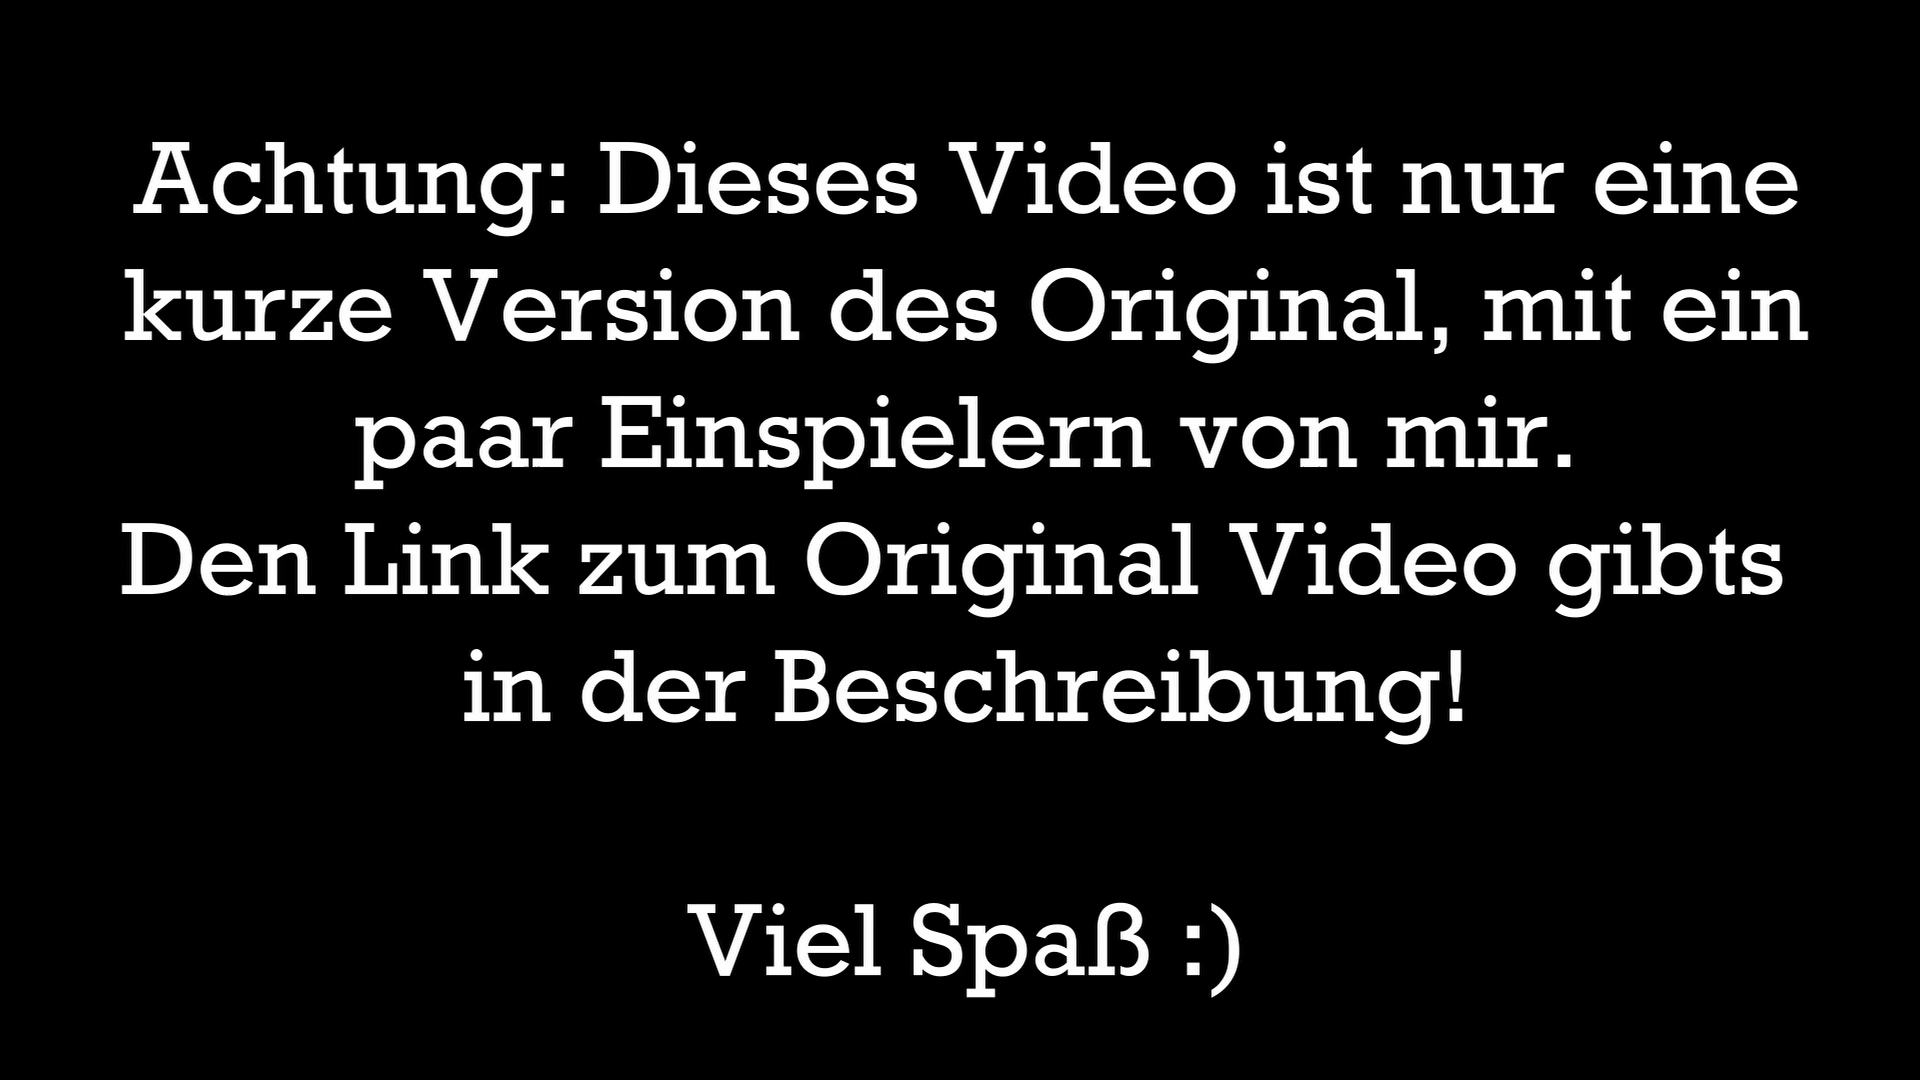 Achtung: Dieses Video ist nur eine
kurze Version des Original, mit ein
paar Einspielern von mir.
Den Link zum Original Video gibts
in der Beschreibung!
Viel Spaß :)